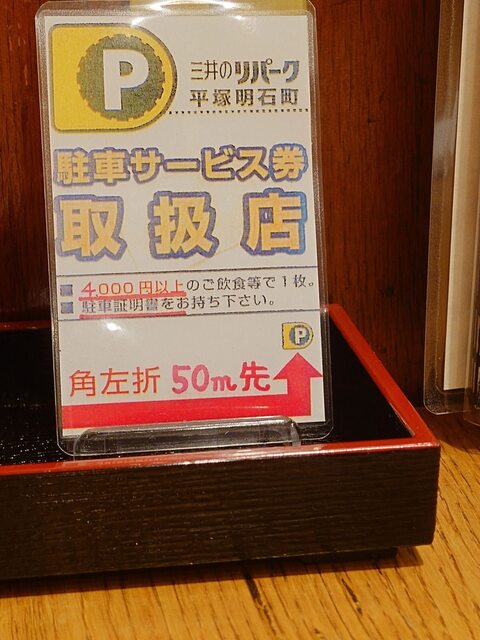 P
三井のリパーク
平塚明石町
駐車サービス券
取扱店
■ 4,000円以上のご飲食等で1枚。
■ 駐車証明書をお持ち下さい。
P
角左折 50m先